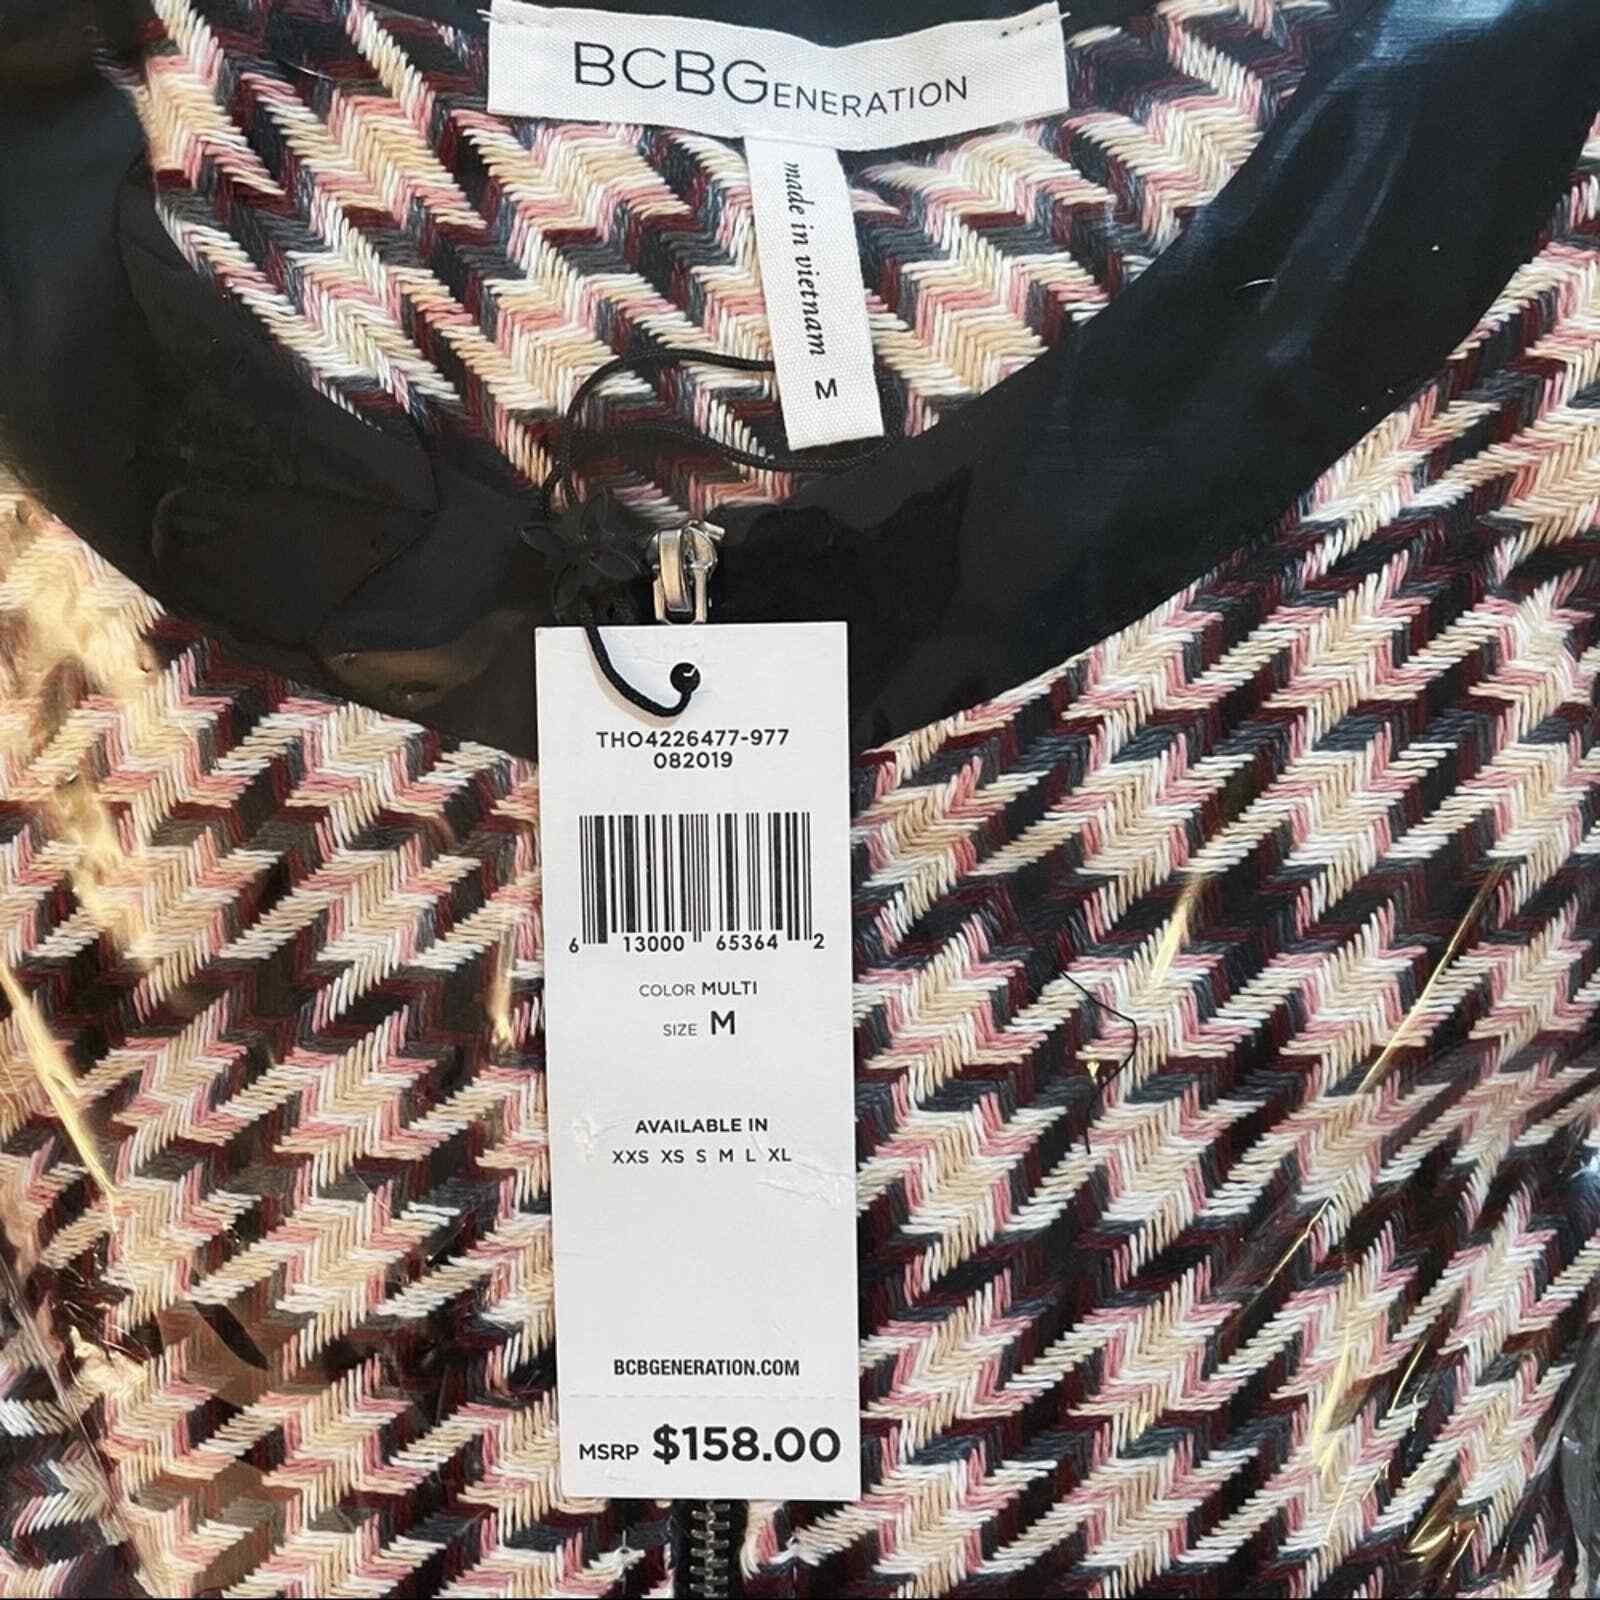 BCBGENERATION
made in vietnam
M
THO4226477-977
082019
6 13000 65364 2
COLOR MULTI
SIZE M
AVAILABLE IN
XXS XS S M L XL
BCBGENERATION.COM
MSRP $158.00